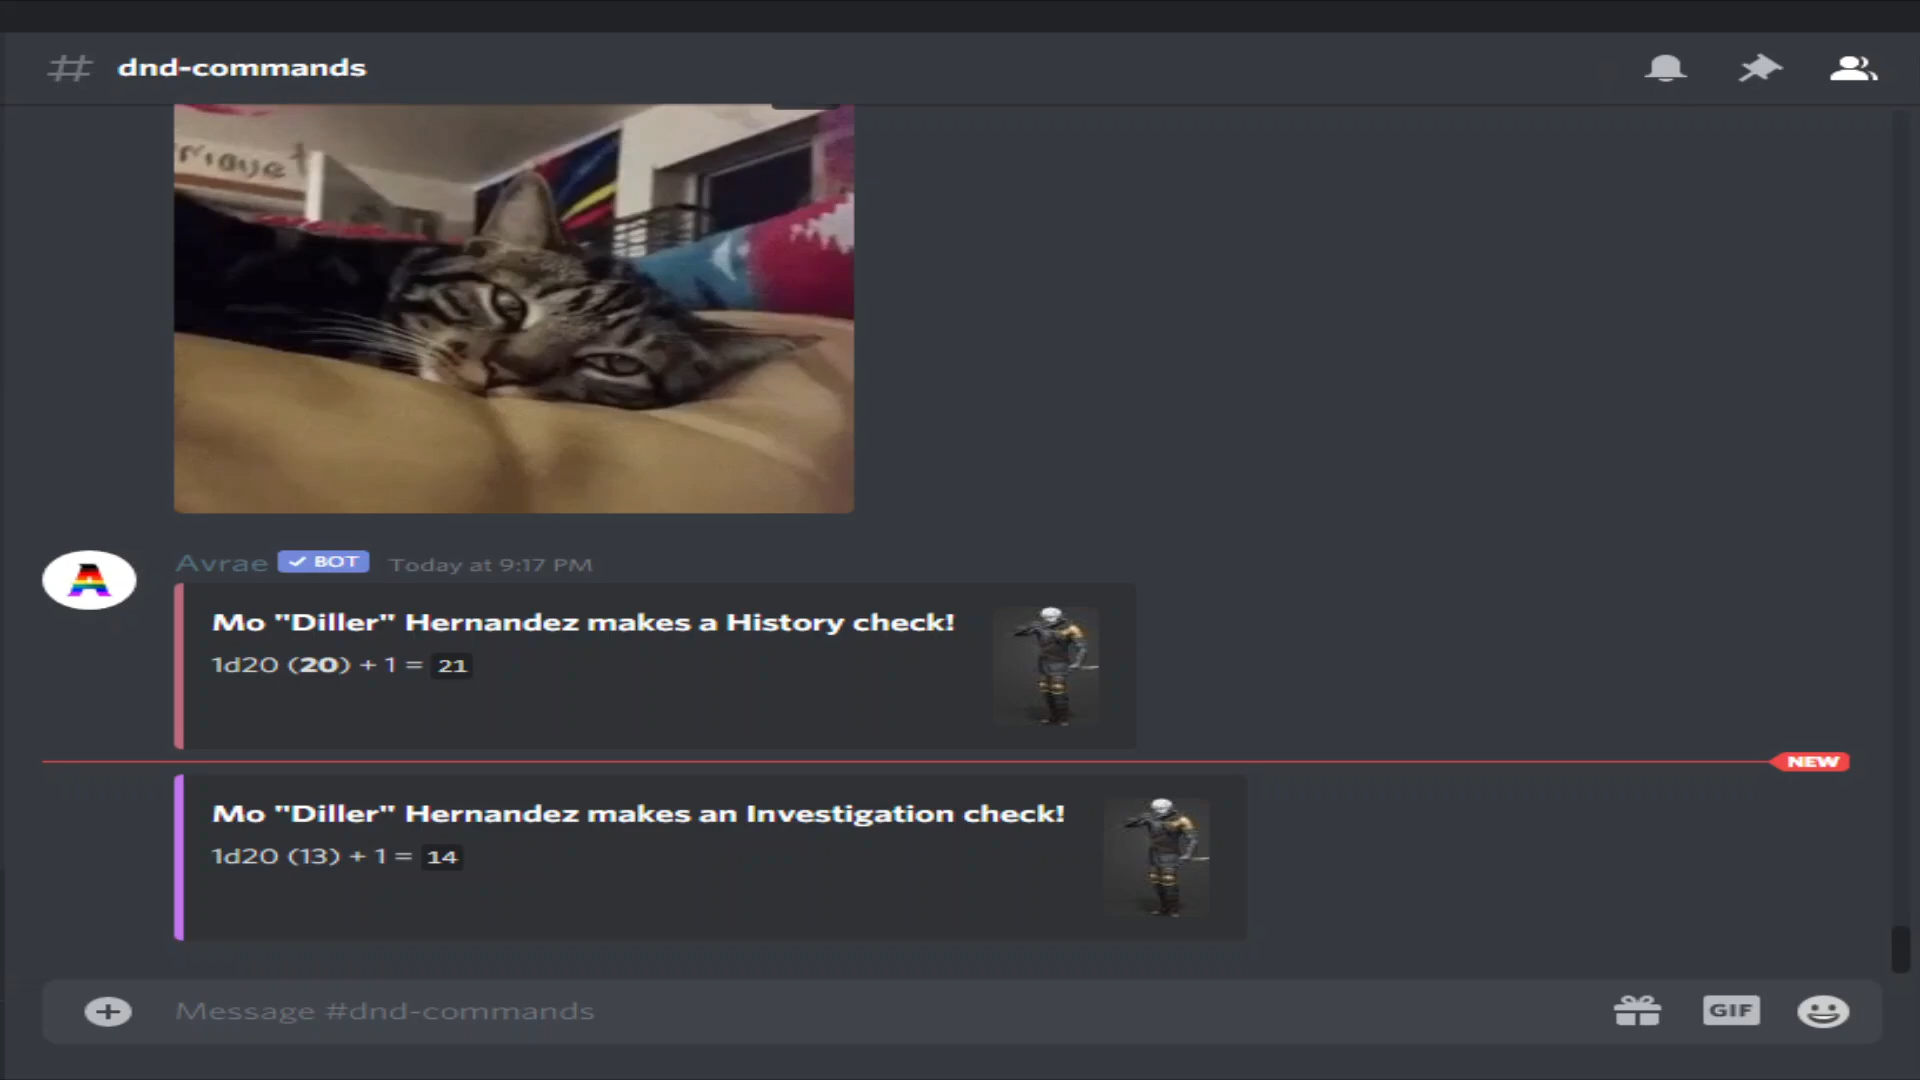 # dnd-commands
A
Avrae ✓ BOT Today at 9:17 PM
Mo "Diller" Hernandez makes a History check!
1d20 (20) + 1 = 21
NEW
Mo "Diller" Hernandez makes an Investigation check!
1d20 (13) + 1 = 14
Message #dnd-commands
GIF